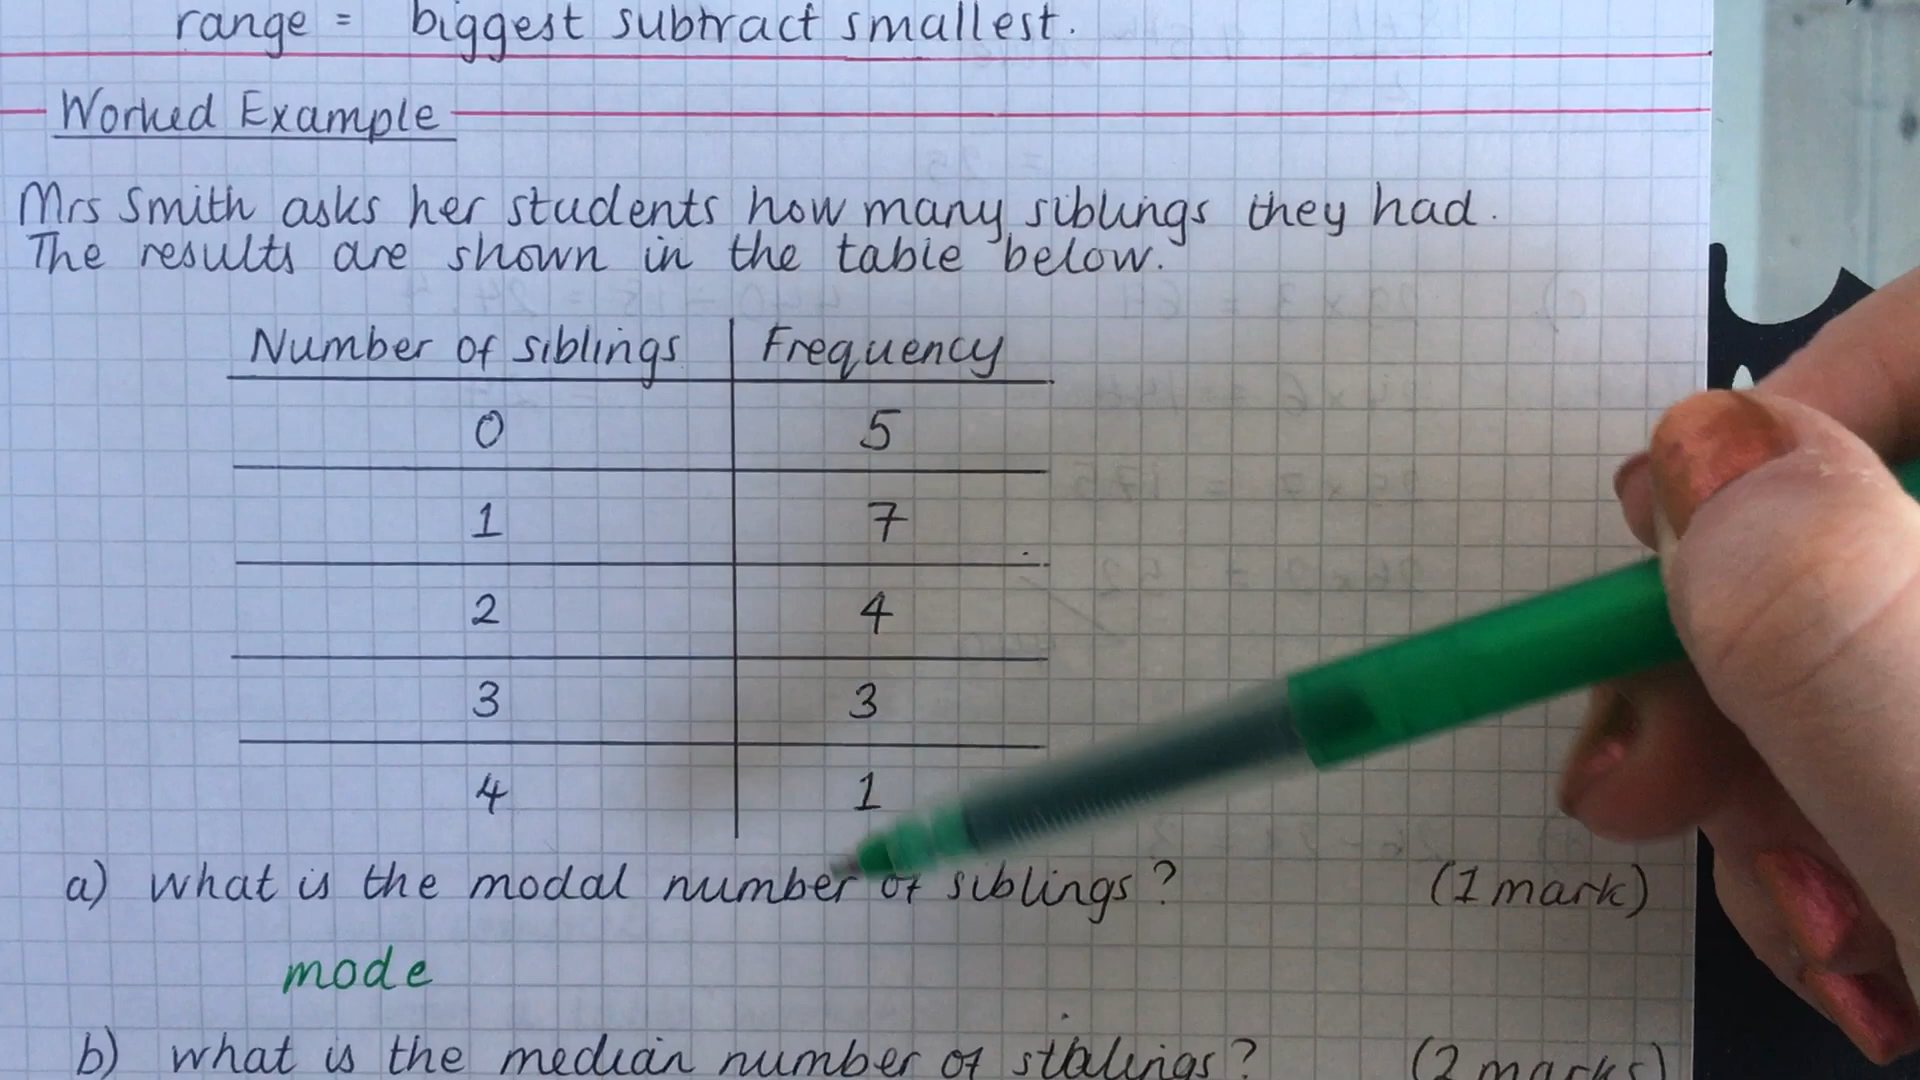 range = biggest subtract smallest.
Worked Example
Mrs Smith asks her students how many siblings they had.
The results are shown in the table below.
Number of siblings Frequency
0 5
1 7
2 4
3 3
4 1
a) what is the modal number of siblings? (1 mark)
mode
b) what is the median number of siblings? (2 marks)